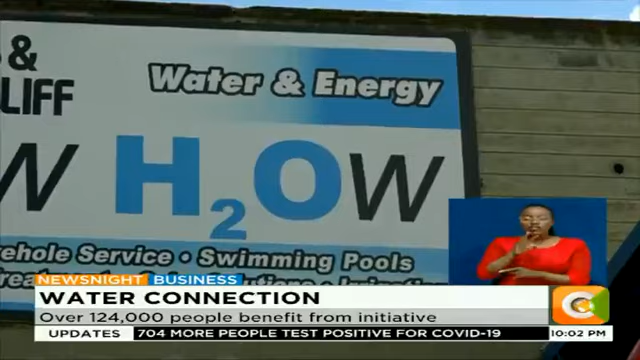 &
LIFF
Water & Energy
W H2OW
ehole Service • Swimming Pools
NEWSNIGHT BUSINESS
WATER CONNECTION
Over 124,000 people benefit from initiative
UPDATES 704 MORE PEOPLE TEST POSITIVE FOR COVID-19 10:02 PM